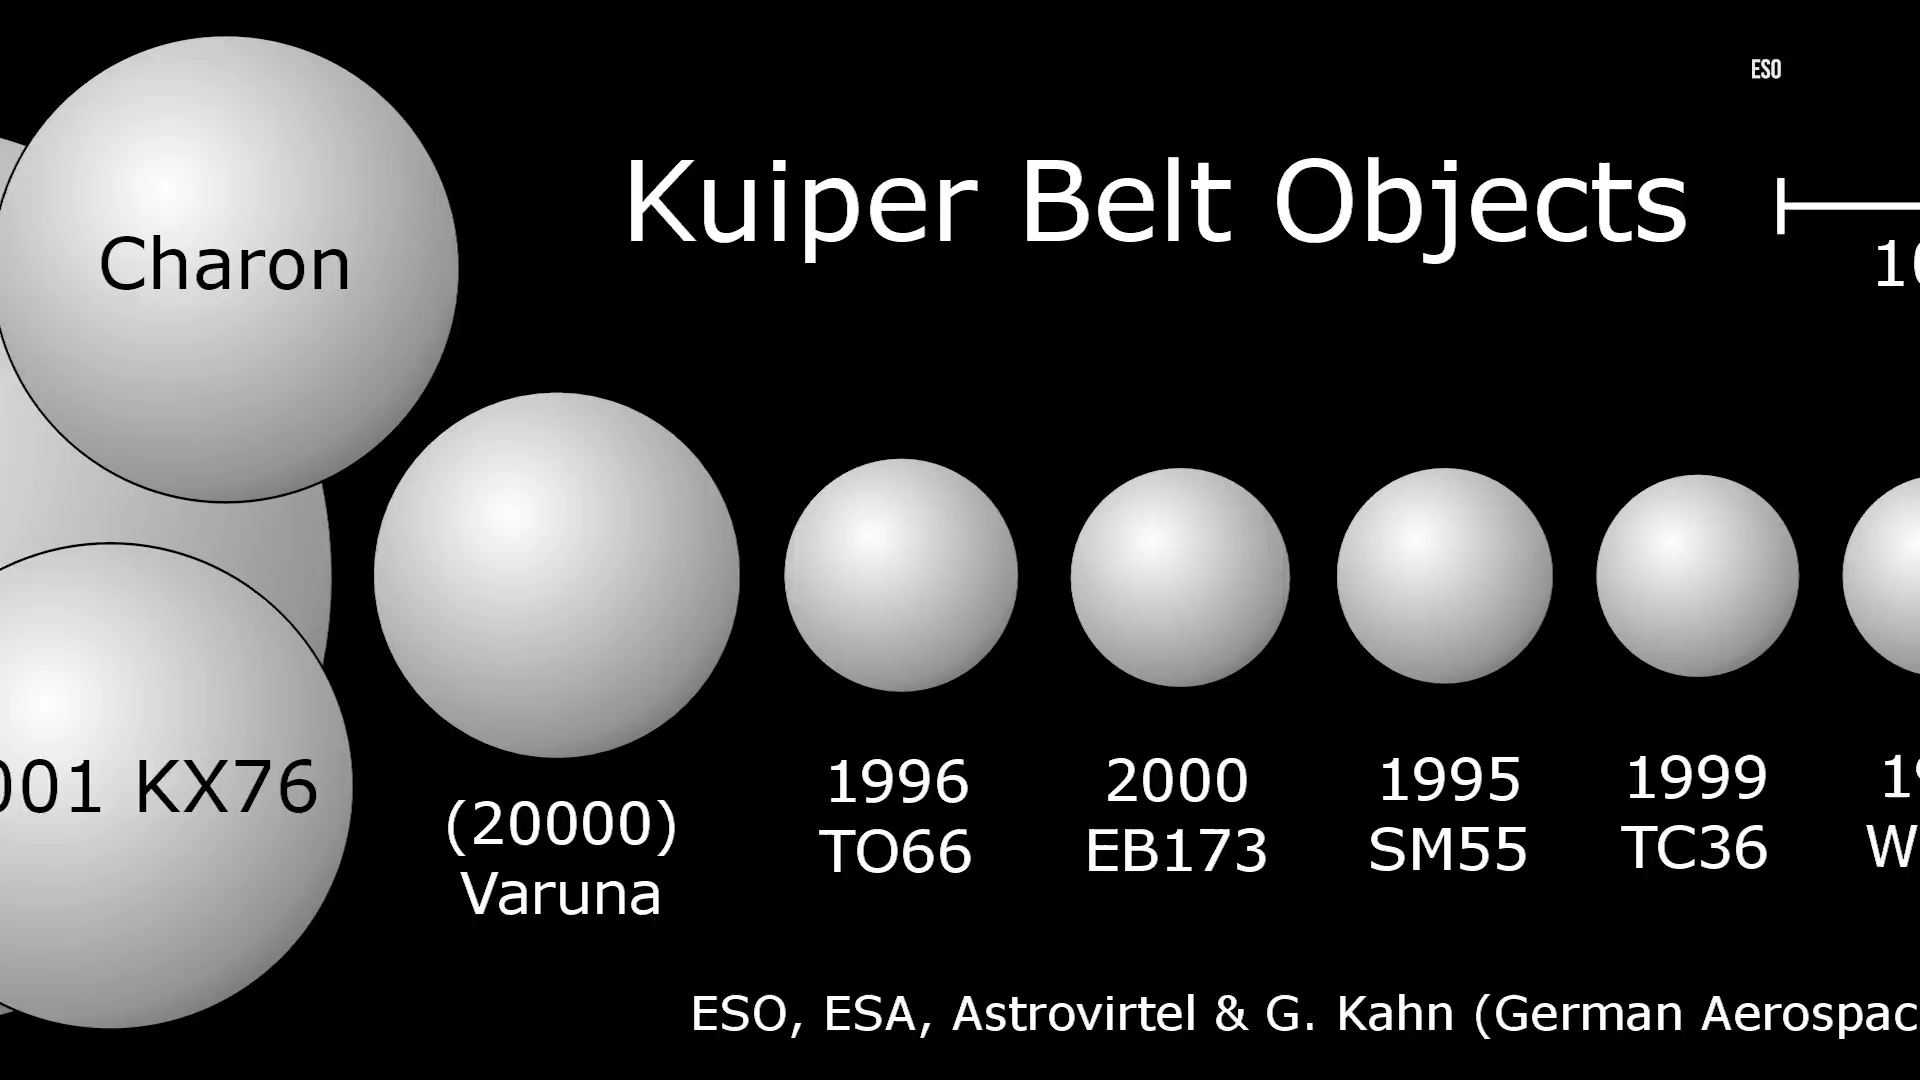 ESO
Kuiper Belt Objects
Charon
001 KX76
(20000)
Varuna
1996
TO66
2000
EB173
1995
SM55
1999
TC36
ESO, ESA, Astrovirtel & G. Kahn (German Aerospac